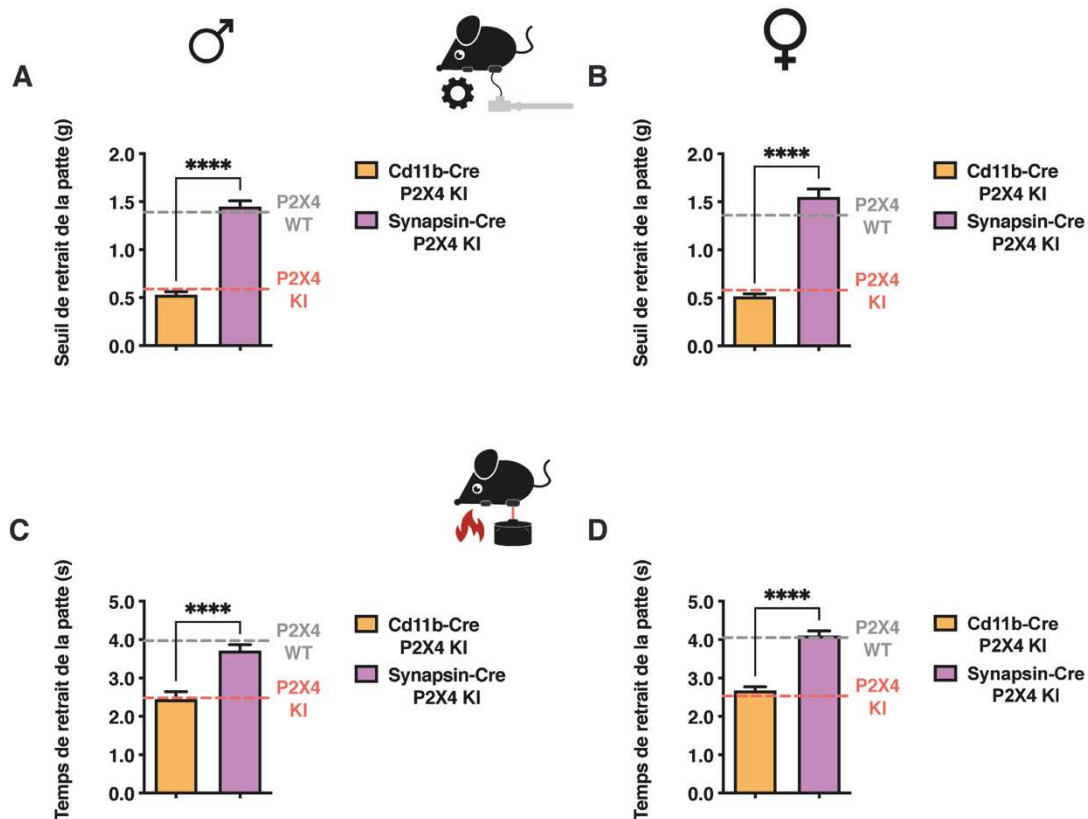 A
B
Seuil de retrait de la patte (g)
2.0
1.5
1.0
0.5
0.0
****
P2X4
WT
P2X4
KI
Cd11b-Cre
P2X4 KI
Synapsin-Cre
P2X4 KI
Seuil de retrait de la patte (g)
2.0
1.5
1.0
0.5
0.0
****
P2X4
WT
P2X4
KI
Cd11b-Cre
P2X4 KI
Synapsin-Cre
P2X4 KI
C
D
Temps de retrait de la patte (s)
5.0
4.0
3.0
2.0
1.0
0.0
****
P2X4
WT
P2X4
KI
Cd11b-Cre
P2X4 KI
Synapsin-Cre
P2X4 KI
Temps de retrait de la patte (s)
5.0
4.0
3.0
2.0
1.0
0.0
****
P2X4
WT
P2X4
KI
Cd11b-Cre
P2X4 KI
Synapsin-Cre
P2X4 KI